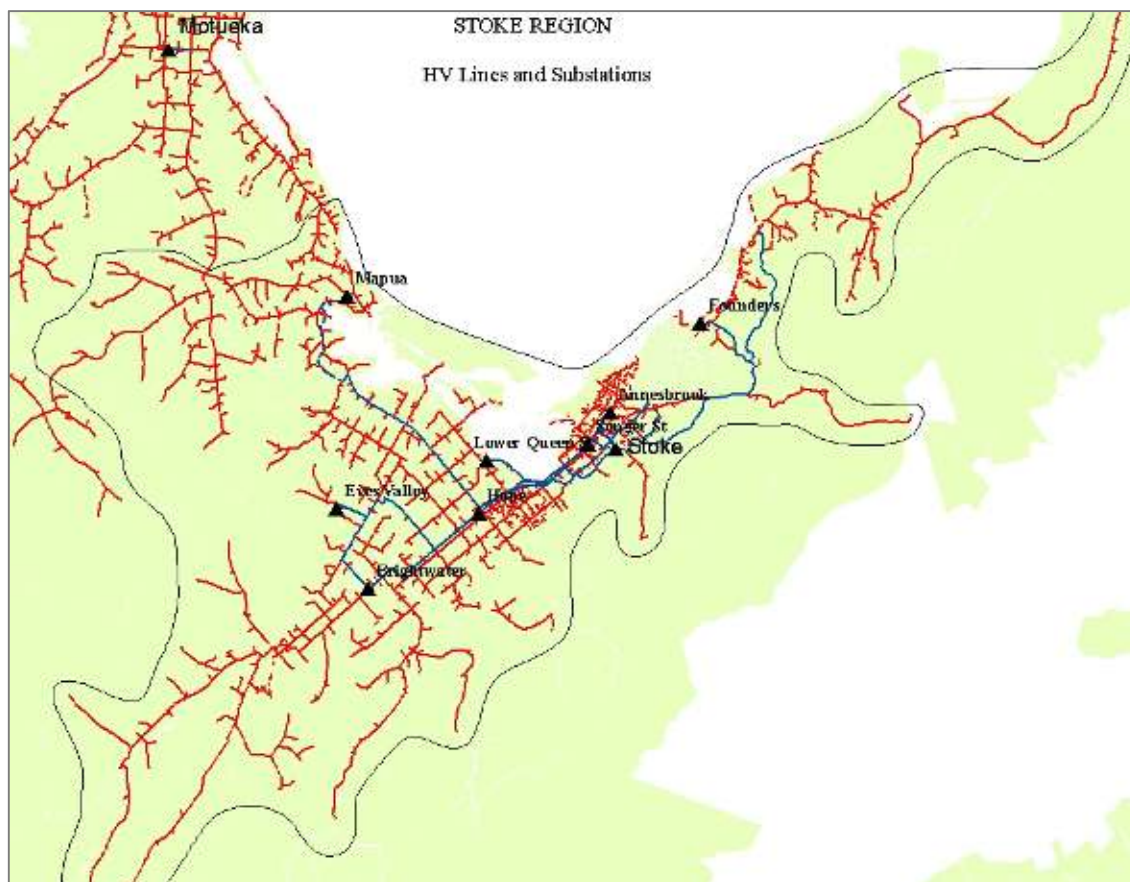 Motueka
STOKE REGION
HV Lines and Substations
Mapua
Founders
Annesbrook
Songer St
Lower Queen
Stoke
Eves Valley
Hope
Brightwater